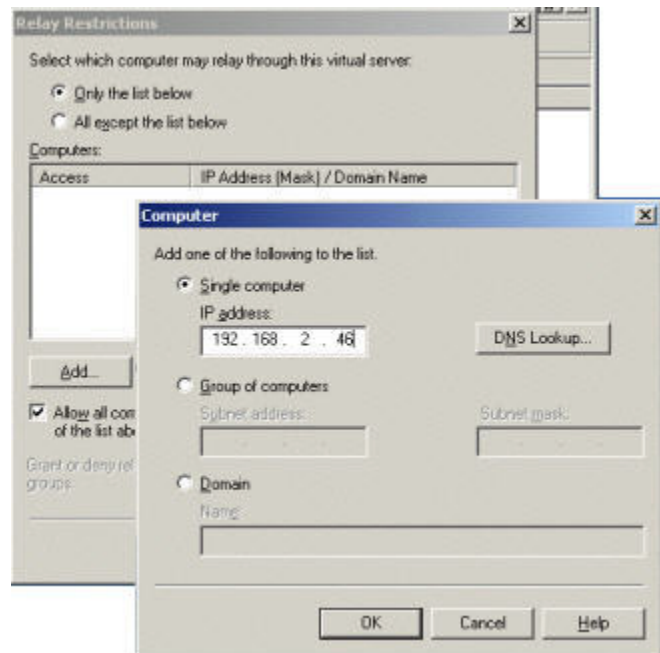 Relay Restrictions
Select which computer may relay through this virtual server:
Only the list below
All except the list below
Computers:
Access IP Address (Mask) / Domain Name
Computer
Add one of the following to the list.
Single computer
IP address:
192 . 168 . 2 . 46
DNS Lookup...
Add...
Group of computers
Allow all com
Subnet address: Subnet mask:
of the list abo
Grant or deny rel
groups.
Domain
Name:
OK Cancel Help